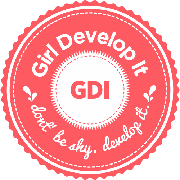 Girl Develop It
GDI
don't be shy. develop it...